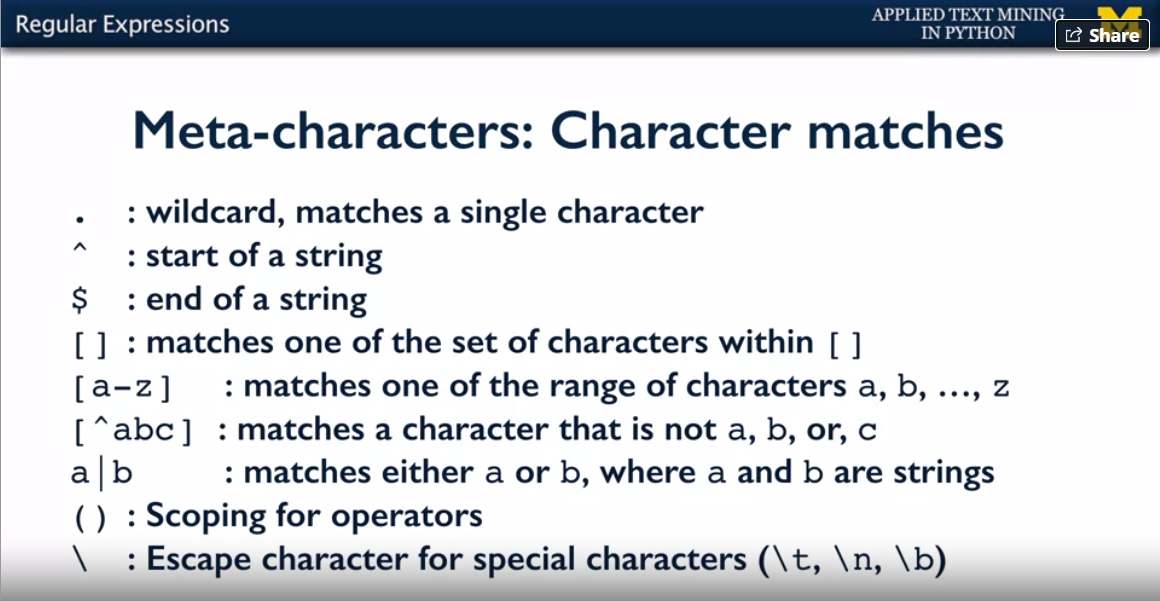 Regular Expressions
APPLIED TEXT MINING
IN PYTHON
Share
Meta-characters: Character matches
. : wildcard, matches a single character
^ : start of a string
$ : end of a string
[] : matches one of the set of characters within []
[a-z] : matches one of the range of characters a, b, ..., z
[^abc] : matches a character that is not a, b, or, c
a|b : matches either a or b, where a and b are strings
() : Scoping for operators
\ : Escape character for special characters (\t, \n, \b)